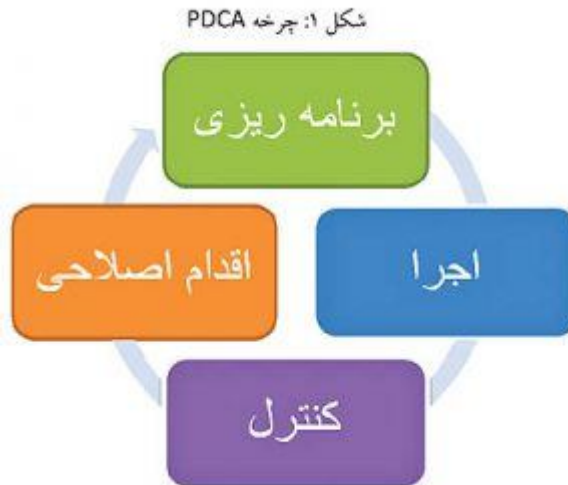 شکل ۱: چرخه PDCA
برنامه ریزی
اجرا
کنترل
اقدام اصلاحی